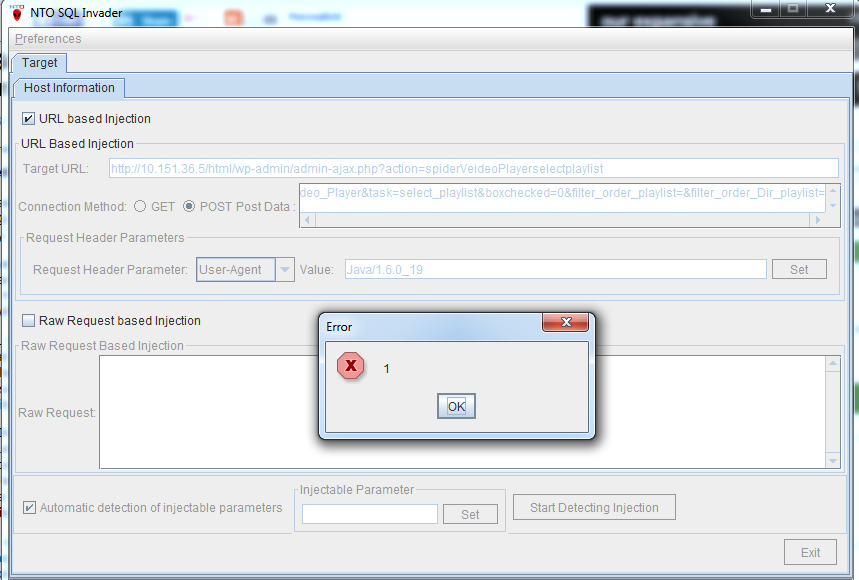 NTO SQL Invader
Preferences
Target
Host Information
URL based Injection
URL Based Injection
Target URL: http://10.151.36.5/html/wp-admin/admin-ajax.php?action=spiderVeideoPlayerselectplaylist
Connection Method: GET POST Post Data : deo_Player&task=select_playlist&boxchecked=0&filter_order_playlist=&filter_order_Dir_playlist=
Request Header Parameters
Request Header Parameter: User-Agent Value: Java/1.6.0_19 Set
Raw Request based Injection
Raw Request Based Injection
Raw Request:
Error
X
1
OK
Automatic detection of injectable parameters
Injectable Parameter
Set
Start Detecting Injection
Exit